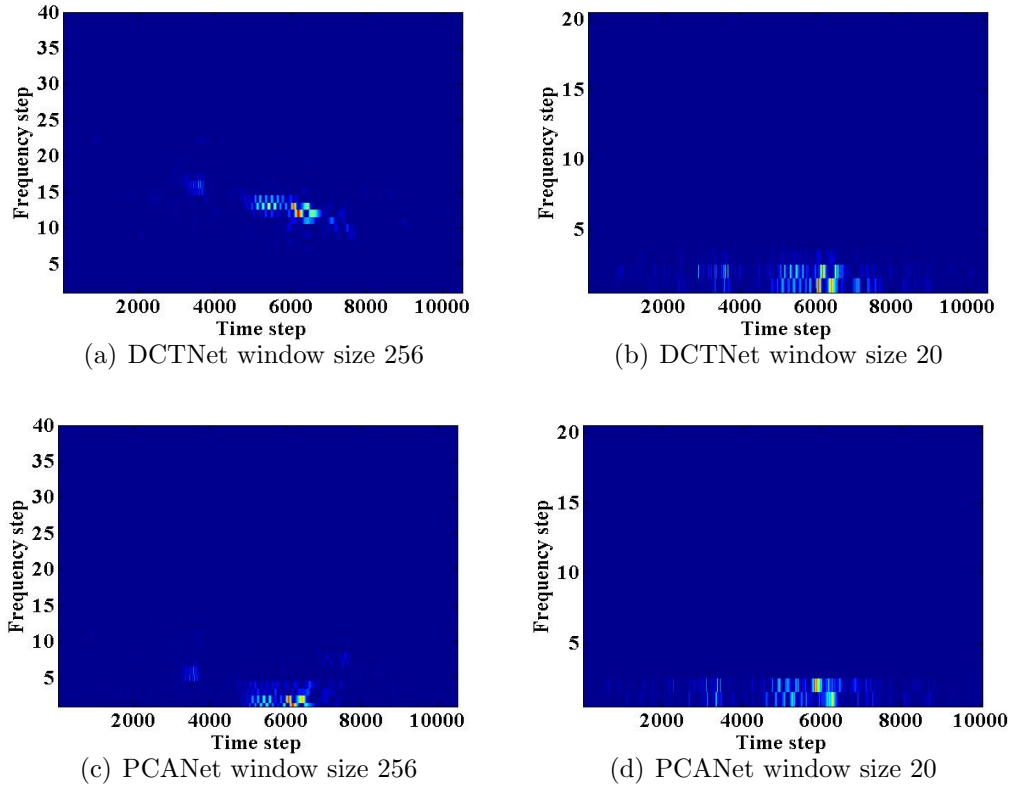 40
35
30
25
20
15
10
5
Frequency step
2000 4000 6000 8000 10000
Time step
(a) DCTNet window size 256
20
15
10
5
Frequency step
2000 4000 6000 8000 10000
Time step
(b) DCTNet window size 20
40
35
30
25
20
15
10
5
Frequency step
2000 4000 6000 8000 10000
Time step
(c) PCANet window size 256
20
15
10
5
Frequency step
2000 4000 6000 8000 10000
Time step
(d) PCANet window size 20